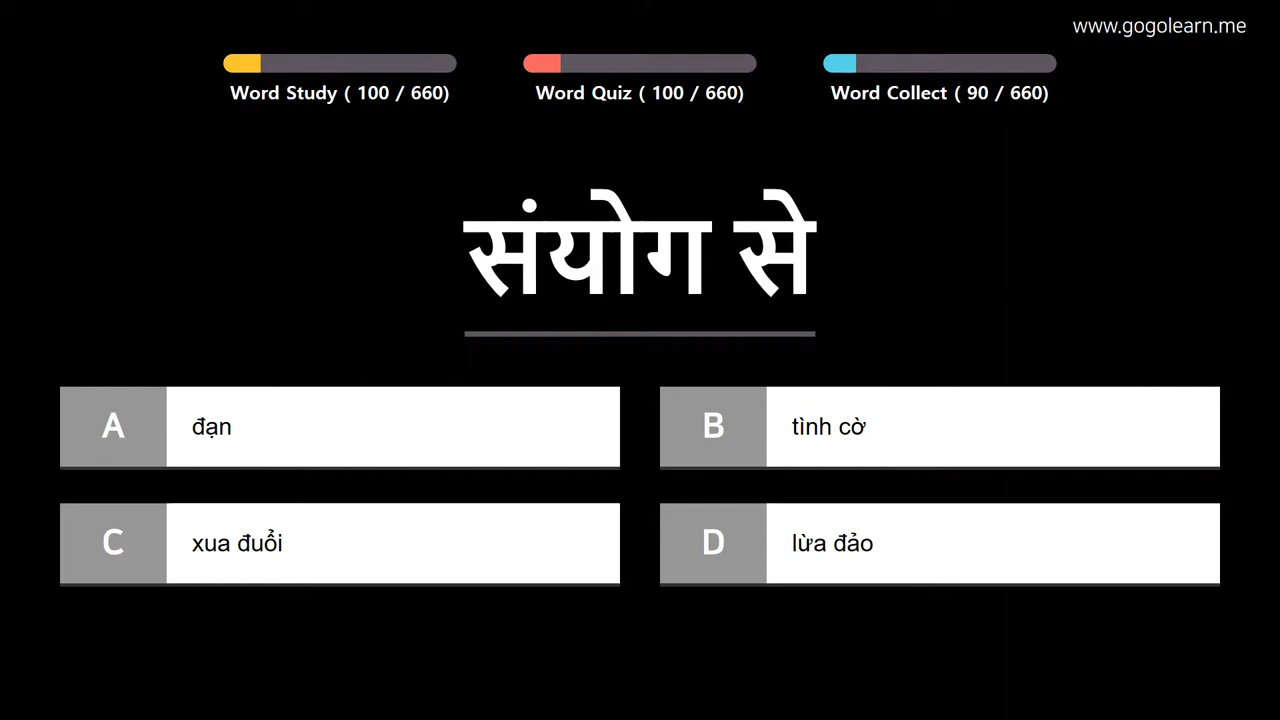 www.gogolearn.me
Word Study ( 100 / 660)
Word Quiz ( 100 / 660)
Word Collect ( 90 / 660)
संयोग से
A
đạn
B
tình cờ
C
xua đuổi
D
lừa đảo